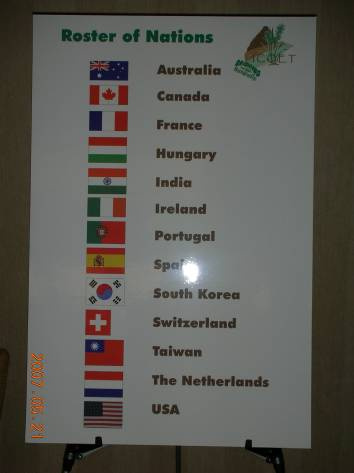 Roster of Nations
ICOET
Australia
Canada
France
Hungary
India
Ireland
Portugal
Spain
South Korea
Switzerland
Taiwan
The Netherlands
USA
2007.05.21